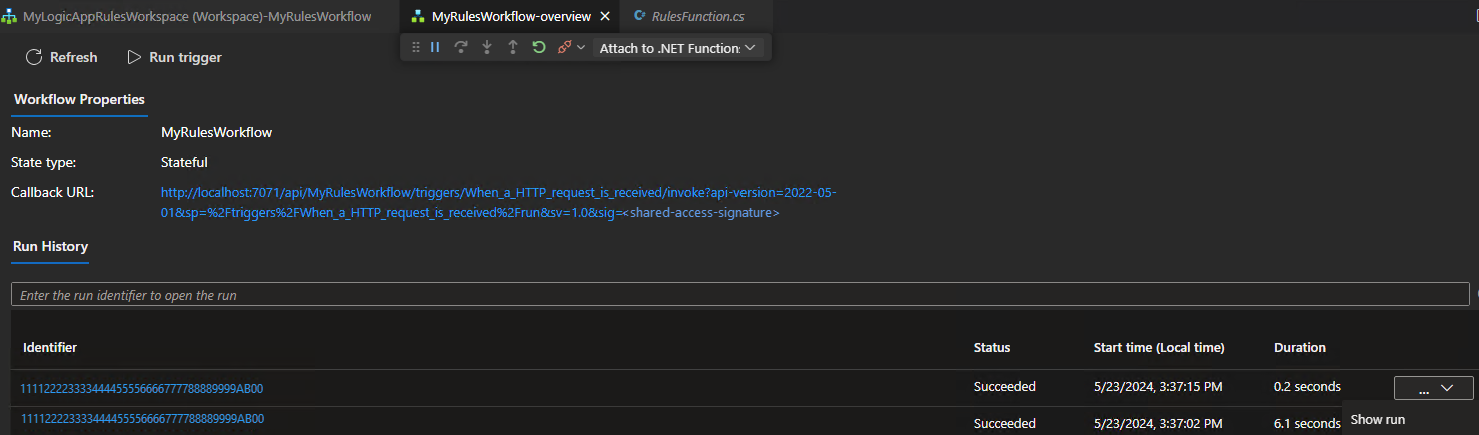 MyLogicAppRulesWorkspace (Workspace)-MyRulesWorkflow MyRulesWorkflow-overview RulesFunction.cs
Refresh Run trigger Attach to .NET Functions
Workflow Properties
Name: MyRulesWorkflow
State type: Stateful
Callback URL: http://localhost:7071/api/MyRulesWorkflow/triggers/When_a_HTTP_request_is_received/invoke?api-version=2022-05-
01&sp=%2Ftriggers%2FWhen_a_HTTP_request_is_received%2Frun&sv=1.0&sig=<shared-access-signature>
Run History
Enter the run identifier to open the run
Identifier Status Start time (Local time) Duration
111122223333444455556666777788889999AB00 Succeeded 5/23/2024, 3:37:15 PM 0.2 seconds ...
111122223333444455556666777788889999AB00 Succeeded 5/23/2024, 3:37:02 PM 6.1 seconds Show run